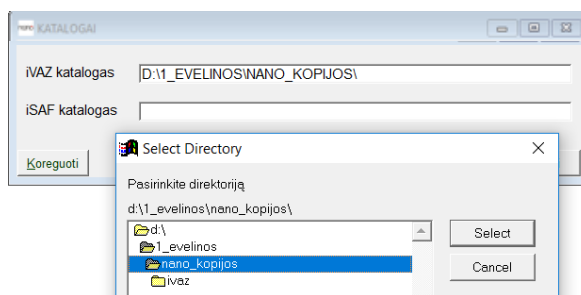 KATALOGAI
iVAZ katalogas D:\1_EVELINOS\NANO_KOPIJOS\
iSAF katalogas
Koreguoti
Select Directory
Pasirinkite direktoriją
d:\1_evelinos\nano_kopijos\
d:\
1_evelinos
nano_kopijos
ivaz
Select
Cancel